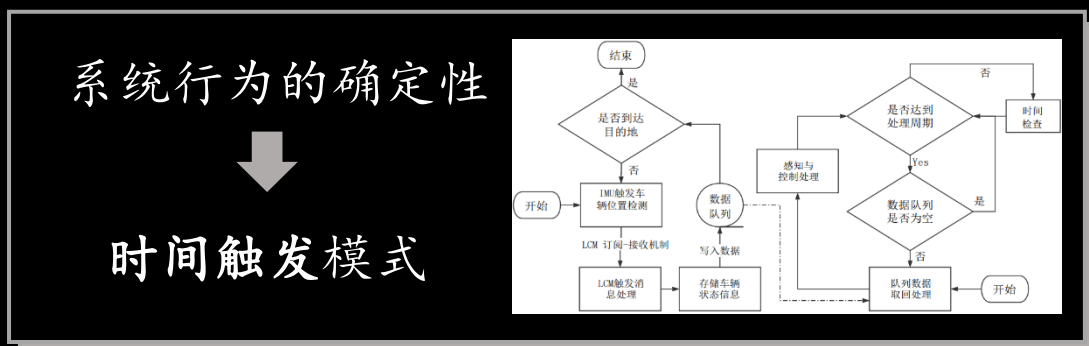 系统行为的确定性
时间触发模式
结束
是
是否到达
目的地
否
开始
IMU触发车
辆位置检测
LCM 订阅-接收机制
LCM触发消
息处理
存储车辆
状态信息
写入数据
数据
队列
否
是否达到
处理周期
时间
检查
Yes
感知与
控制处理
数据队列
是否为空
是
否
队列数据
取回处理
开始